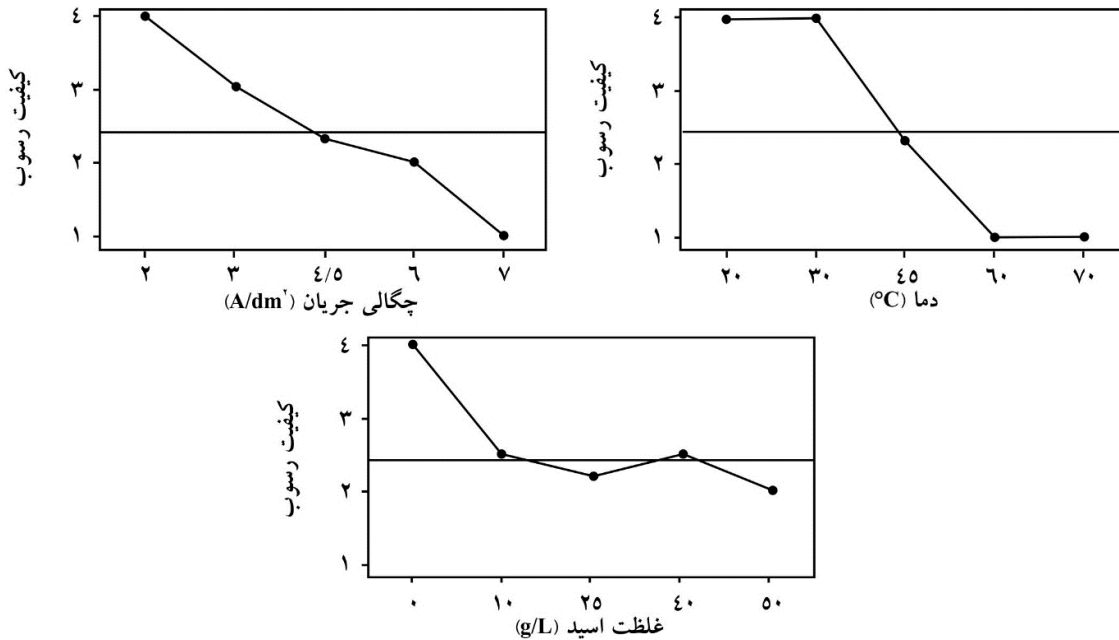 کیفیت رسوب
٤
٣
٢
١
٢ ٣ ٤/٥ ٦ ٧
چگالی جریان (A/dm²)
کیفیت رسوب
٤
٣
٢
١
٢٠ ٣٠ ٤٥ ٦٠ ٧٠
دما (°C)
کیفیت رسوب
٤
٣
٢
١
٠ ١٠ ٢٥ ٤٠ ٥٠
غلظت اسید (g/L)